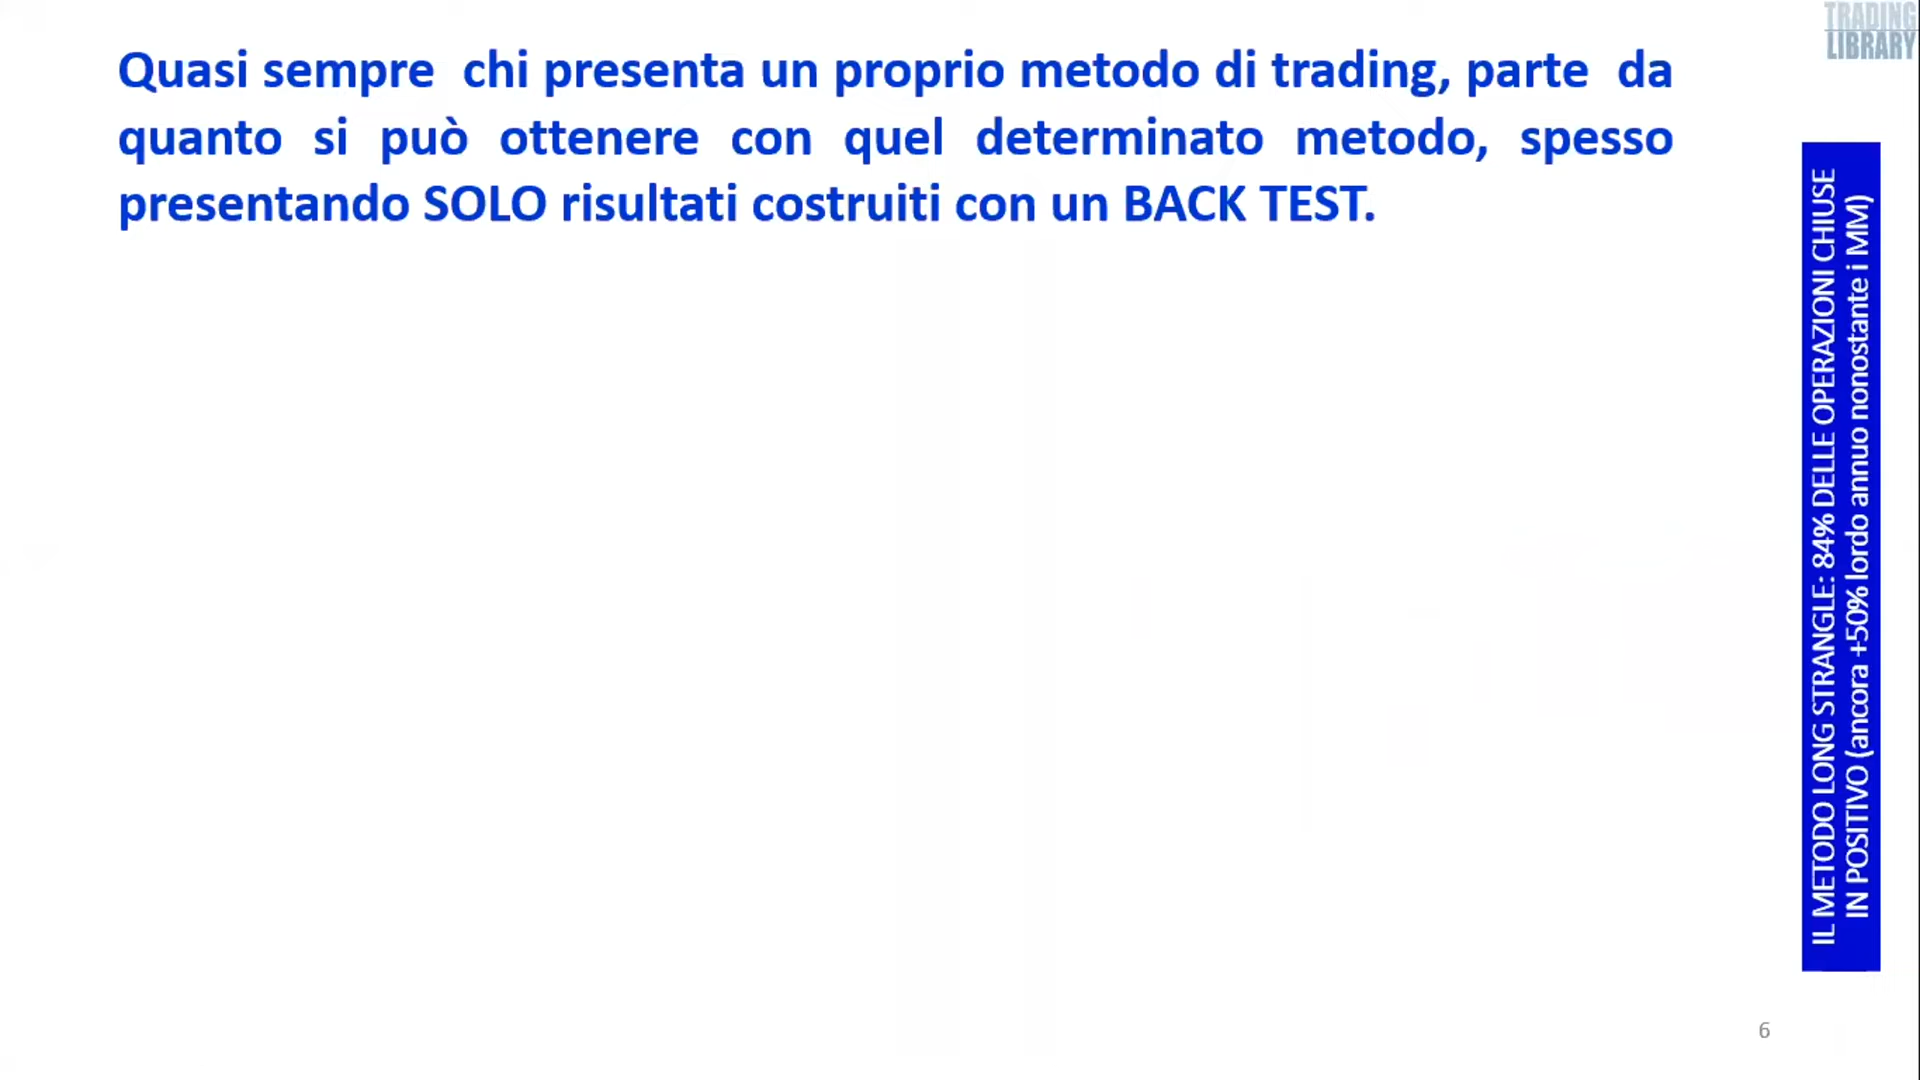 TRADING
LIBRARY
Quasi sempre chi presenta un proprio metodo di trading, parte da
quanto si può ottenere con quel determinato metodo, spesso
presentando SOLO risultati costruiti con un BACK TEST.
IL METODO LONG STRANGLE: 84% DELLE OPERAZIONI CHIUSE
IN POSITIVO (ancora +50% lordo annuo nonostante i MM)
6